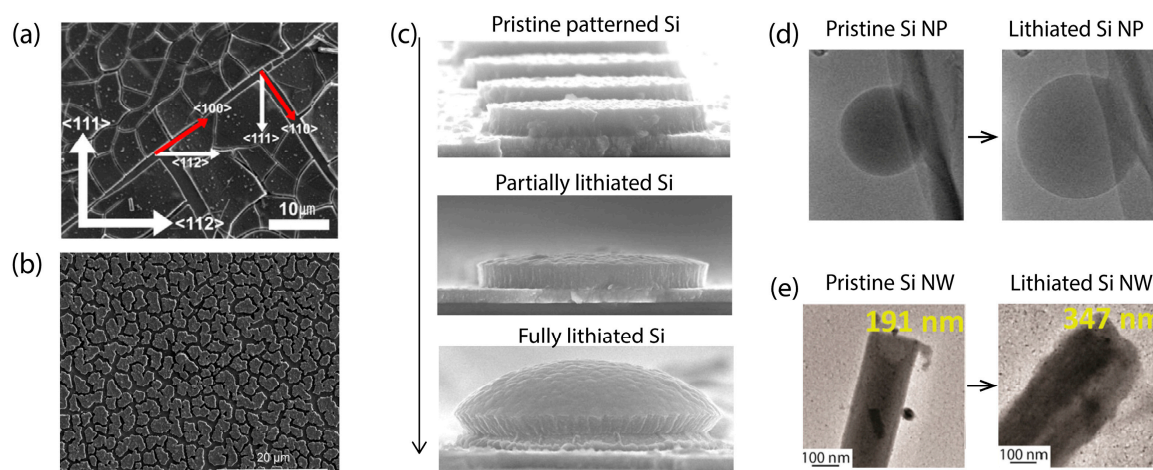 (a)
<100>
<110>
<111>
<111>
<112>
<112>
10μm
(b)
20 μm
(c)
Pristine patterned Si
Partially lithiated Si
Fully lithiated Si
(d)
Pristine Si NP
Lithiated Si NP
(e)
Pristine Si NW
Lithiated Si NW
191 nm
347 nm
100 nm
100 nm